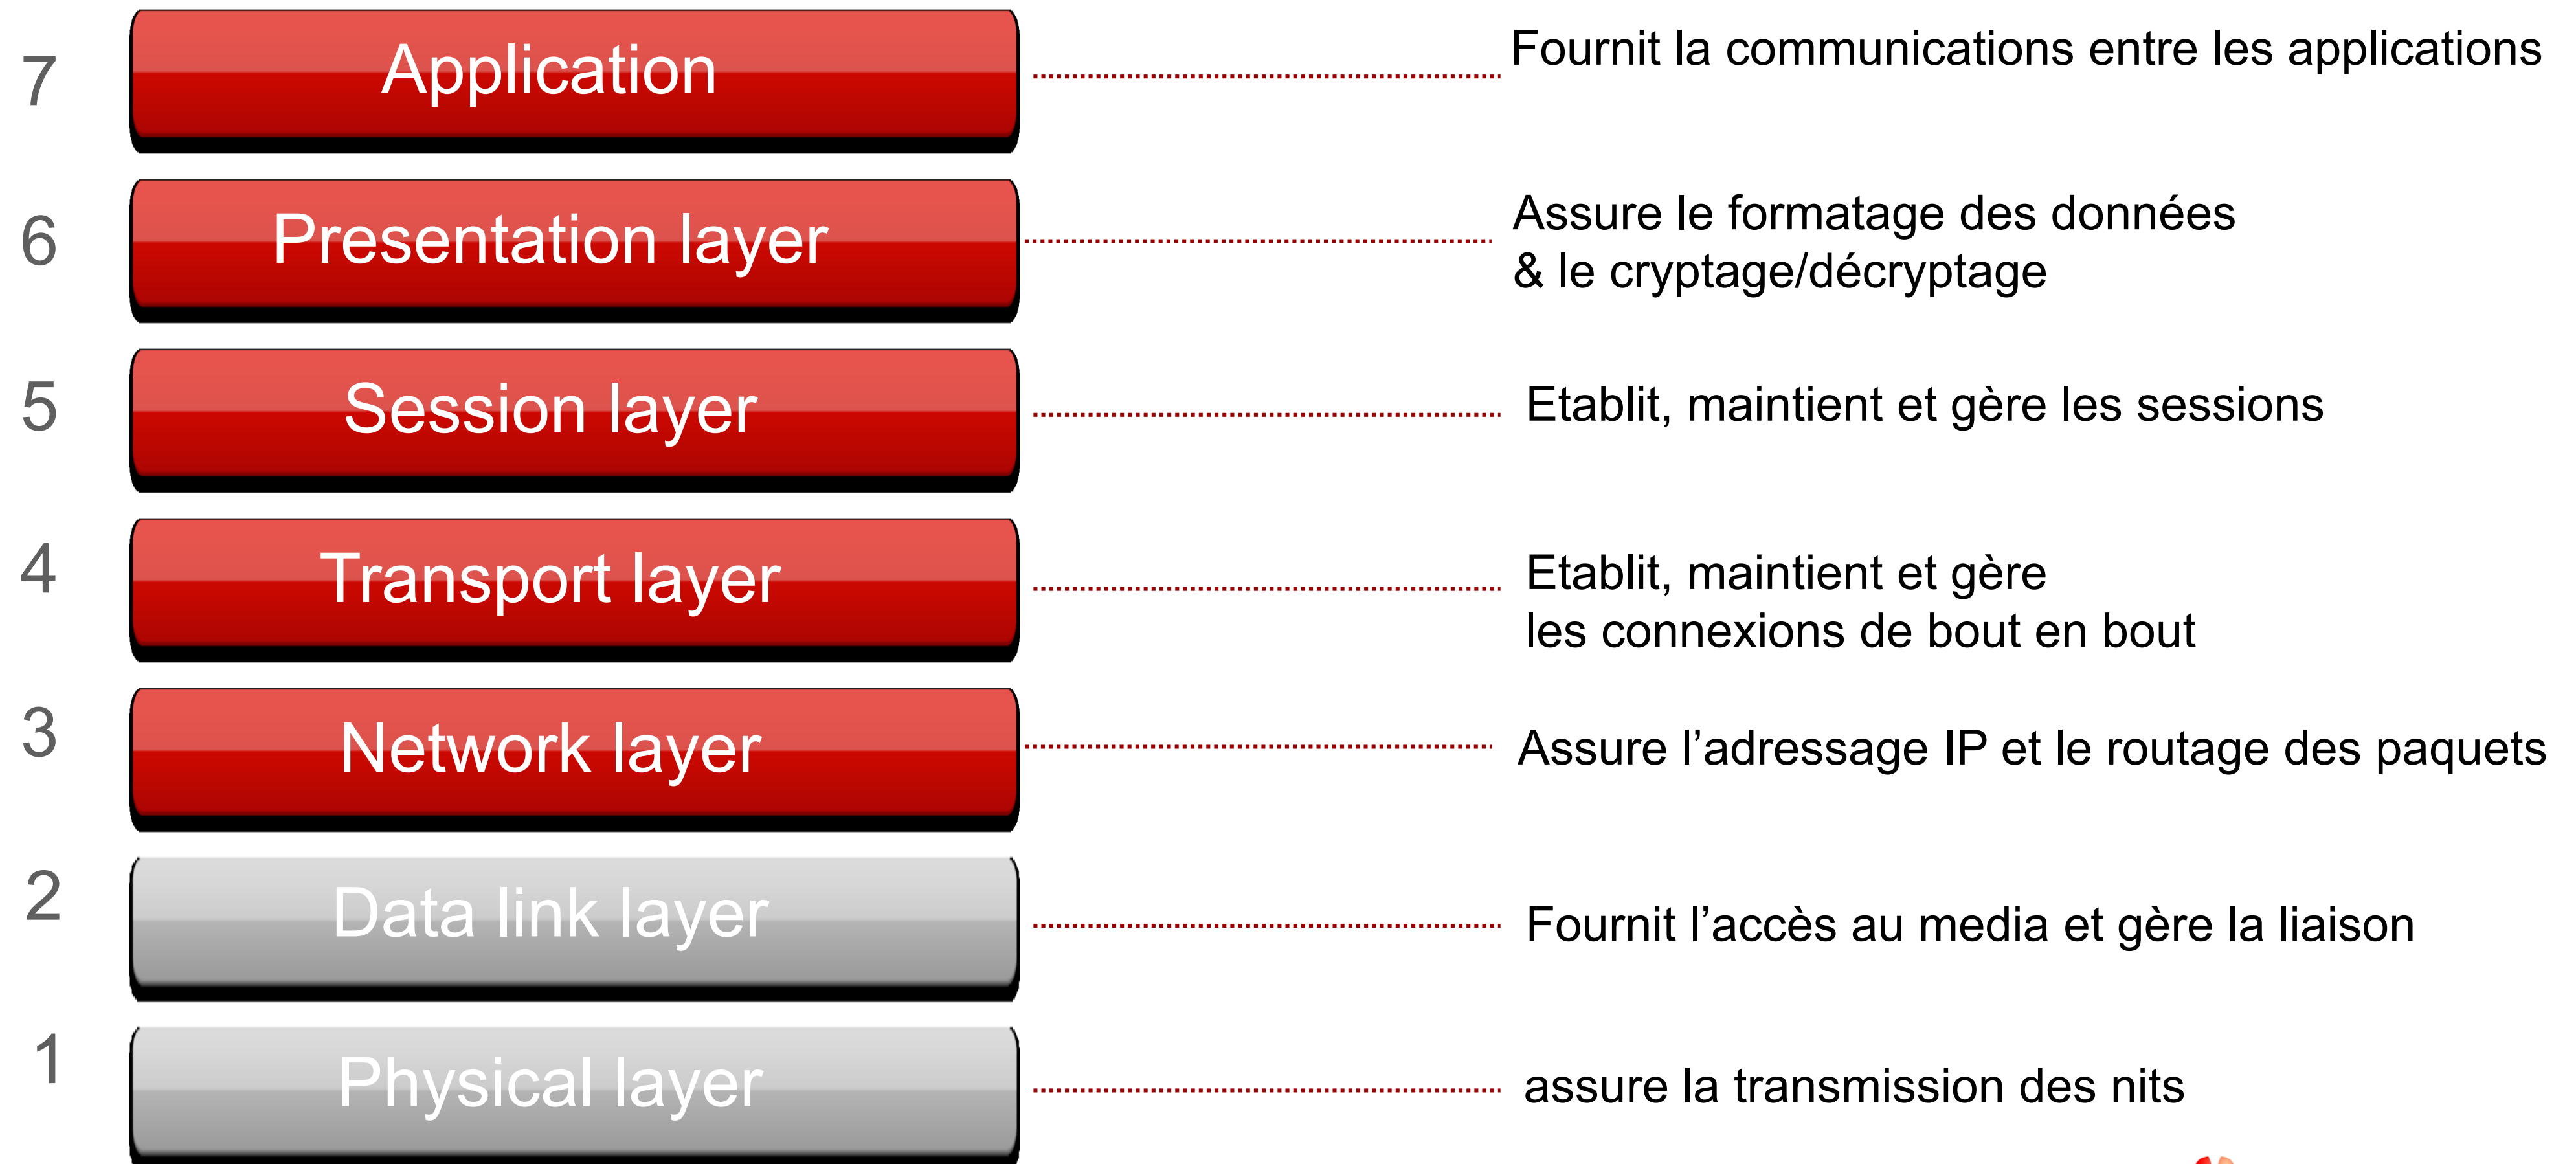 7
Application
Fournit la communications entre les applications
6
Presentation layer
Assure le formatage des données
& le cryptage/décryptage
5
Session layer
Etablit, maintient et gère les sessions
4
Transport layer
Etablit, maintient et gère
les connexions de bout en bout
3
Network layer
Assure l’adressage IP et le routage des paquets
2
Data link layer
Fournit l’accès au media et gère la liaison
1
Physical layer
assure la transmission des nits